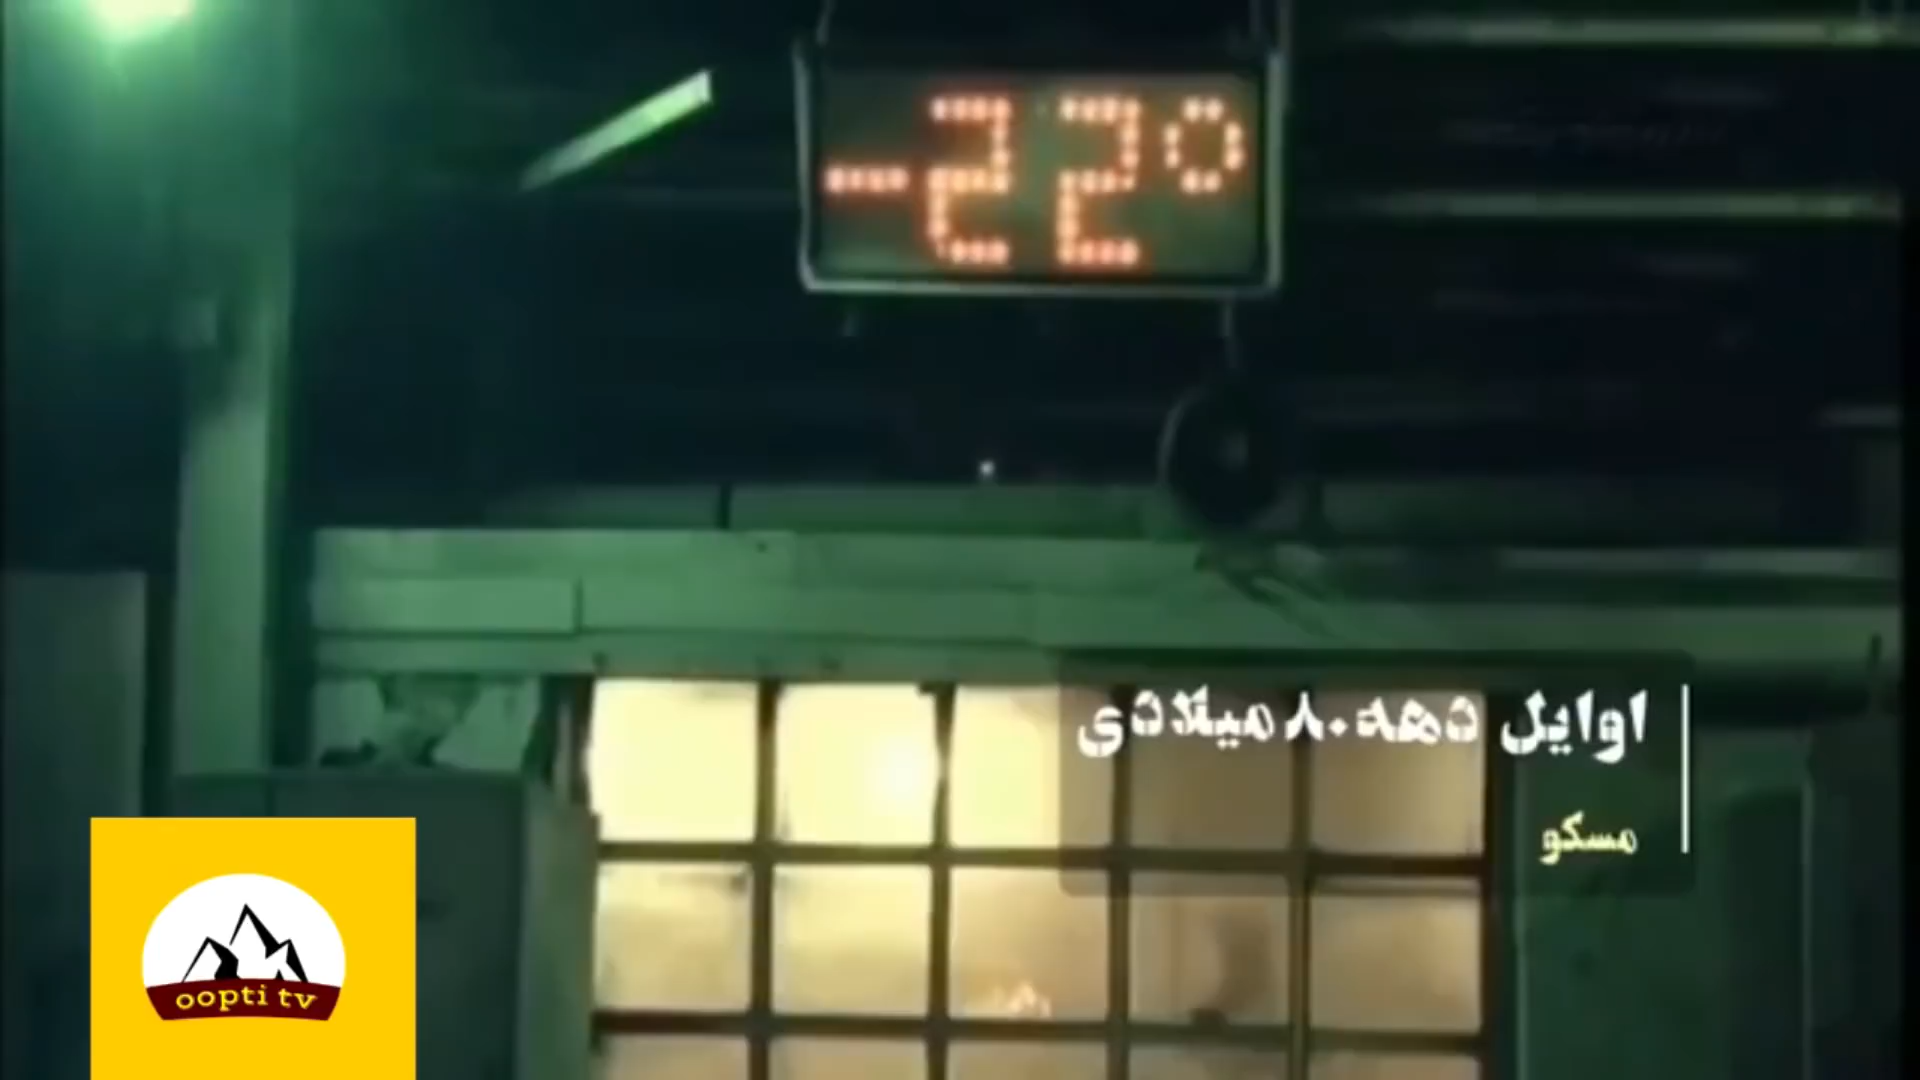 -22°
اوایل دهه ۸۰ میلادی
مسکو
oopti tv